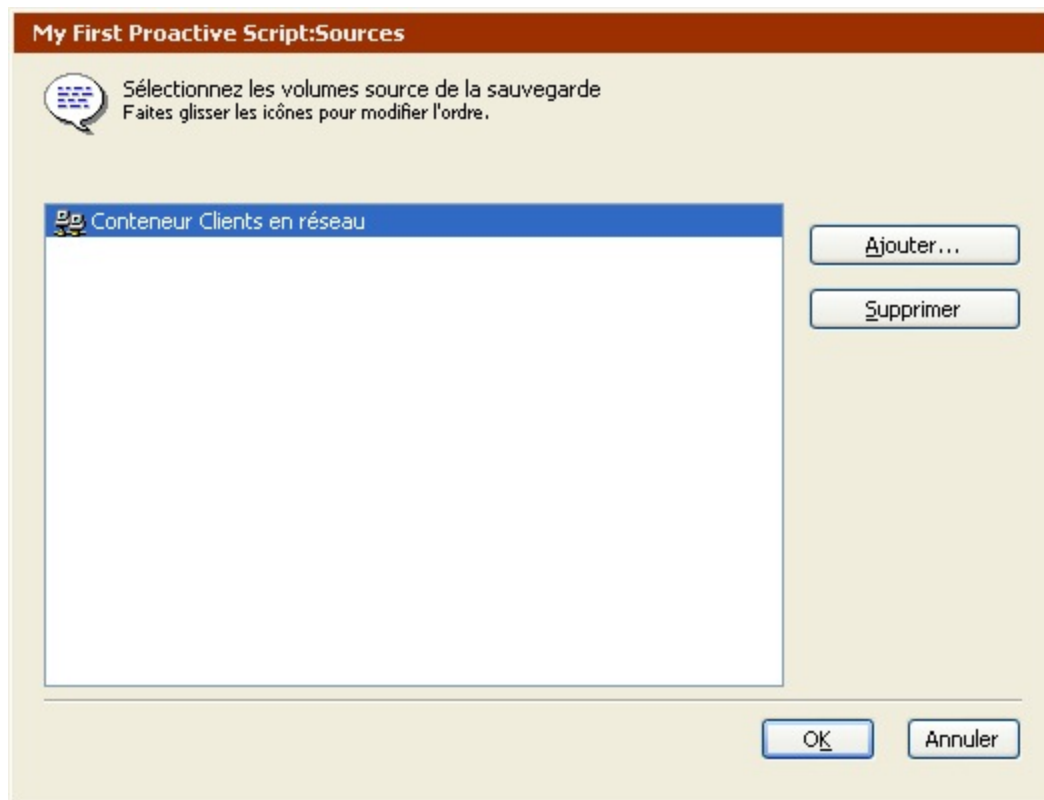 My First Proactive Script:Sources
Sélectionnez les volumes source de la sauvegarde
Faites glisser les icônes pour modifier l'ordre.
Conteneur Clients en réseau
Ajouter...
Supprimer
OK
Annuler